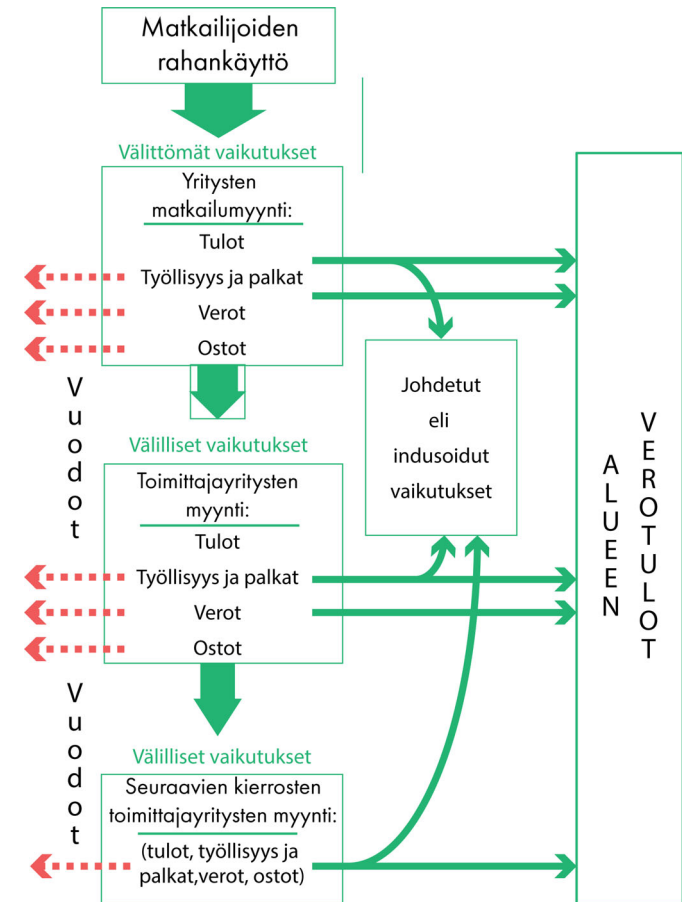 Matkailijoiden
rahankäyttö
Välittömät vaikutukset
Yritysten
matkailumyynti:
Tulot
Työllisyys ja palkat
Verot
Ostot
Vuodot
Johdetut
eli
indusoidut
vaikutukset
Välilliset vaikutukset
Toimittajayritysten
myynti:
Tulot
Työllisyys ja palkat
Verot
Ostot
Vuodot
Välilliset vaikutukset
Seuraavien kierrosten
toimittajayritysten myynti:
(tulot, työllisyys ja
palkat,verot, ostot)
ALUEEN
VEROTULOT